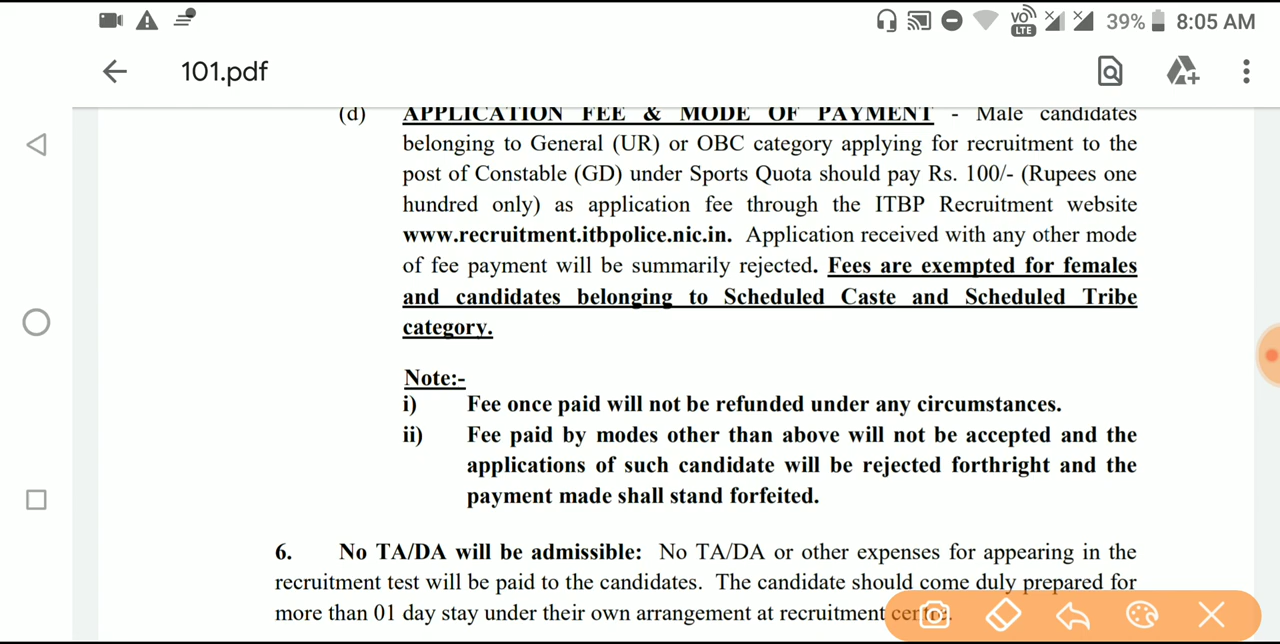 VO
LTE
39%
8:05 AM
101.pdf
(d) APPLICATION FEE & MODE OF PAYMENT - Male candidates
belonging to General (UR) or OBC category applying for recruitment to the
post of Constable (GD) under Sports Quota should pay Rs. 100/- (Rupees one
hundred only) as application fee through the ITBP Recruitment website
www.recruitment.itbpolice.nic.in. Application received with any other mode
of fee payment will be summarily rejected. Fees are exempted for females
and candidates belonging to Scheduled Caste and Scheduled Tribe
category.
Note:-
i) Fee once paid will not be refunded under any circumstances.
ii) Fee paid by modes other than above will not be accepted and the
applications of such candidate will be rejected forthright and the
payment made shall stand forfeited.
6. No TA/DA will be admissible: No TA/DA or other expenses for appearing in the
recruitment test will be paid to the candidates. The candidate should come duly prepared for
more than 01 day stay under their own arrangement at recruitment